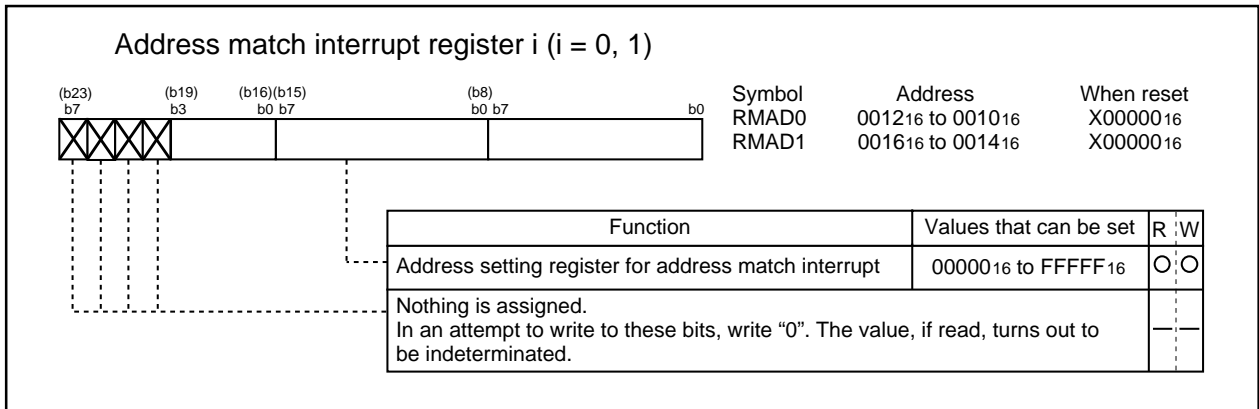 Address match interrupt register i (i = 0, 1)
(b23) (b19) (b16)(b15) (b8)
b7 b3 b0 b7 b0 b7 b0
Symbol Address When reset
RMAD0 001216 to 001016 X0000016
RMAD1 001616 to 001416 X0000016
Function Values that can be set R W
Address setting register for address match interrupt 0000016 to FFFFF16 O O
Nothing is assigned.
In an attempt to write to these bits, write “0”. The value, if read, turns out to — —
be indeterminated.